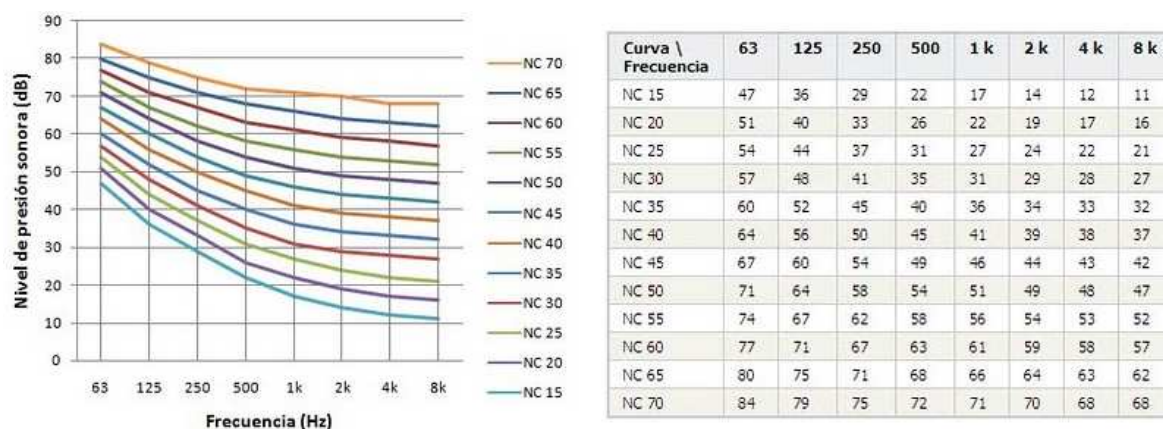 Nivel de presión sonora (dB)
90
80
70
60
50
40
30
20
10
0
63 125 250 500 1k 2k 4k 8k
Frecuencia (Hz)
NC 70
NC 65
NC 60
NC 55
NC 50
NC 45
NC 40
NC 35
NC 30
NC 25
NC 20
NC 15
Curva \ 63 125 250 500 1 k 2 k 4 k 8 k
Frecuencia
NC 15 47 36 29 22 17 14 12 11
NC 20 51 40 33 26 22 19 17 16
NC 25 54 44 37 31 27 24 22 21
NC 30 57 48 41 35 31 29 28 27
NC 35 60 52 45 40 36 34 33 32
NC 40 64 56 50 45 41 39 38 37
NC 45 67 60 54 49 46 44 43 42
NC 50 71 64 58 54 51 49 48 47
NC 55 74 67 62 58 56 54 53 52
NC 60 77 71 67 63 61 59 58 57
NC 65 80 75 71 68 66 64 63 62
NC 70 84 79 75 72 71 70 68 68